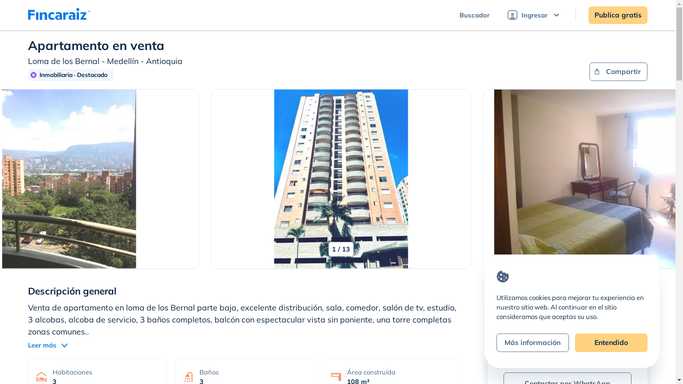 Fincaraiz
Buscador
Ingresar
Publica gratis
Apartamento en venta
Loma de los Bernal - Medellín - Antioquia
Inmobiliaria - Destacado
Compartir
1 / 13
Descripción general
Venta de apartamento en loma de los Bernal parte baja, excelente distribución, sala, comedor, salón de tv, estudio,
3 alcobas, alcoba de servicio, 3 baños completos, balcón con espectacular vista sin poniente, una torre completas
zonas comunes..
Leer más
Habitaciones
3
Baños
3
Área construida
108 m²
Utilizamos cookies para mejorar tu experiencia en
nuestro sitio web. Al continuar en el sitio
consideramos que aceptas su uso.
Más información
Entendido
Contactar por WhatsApp